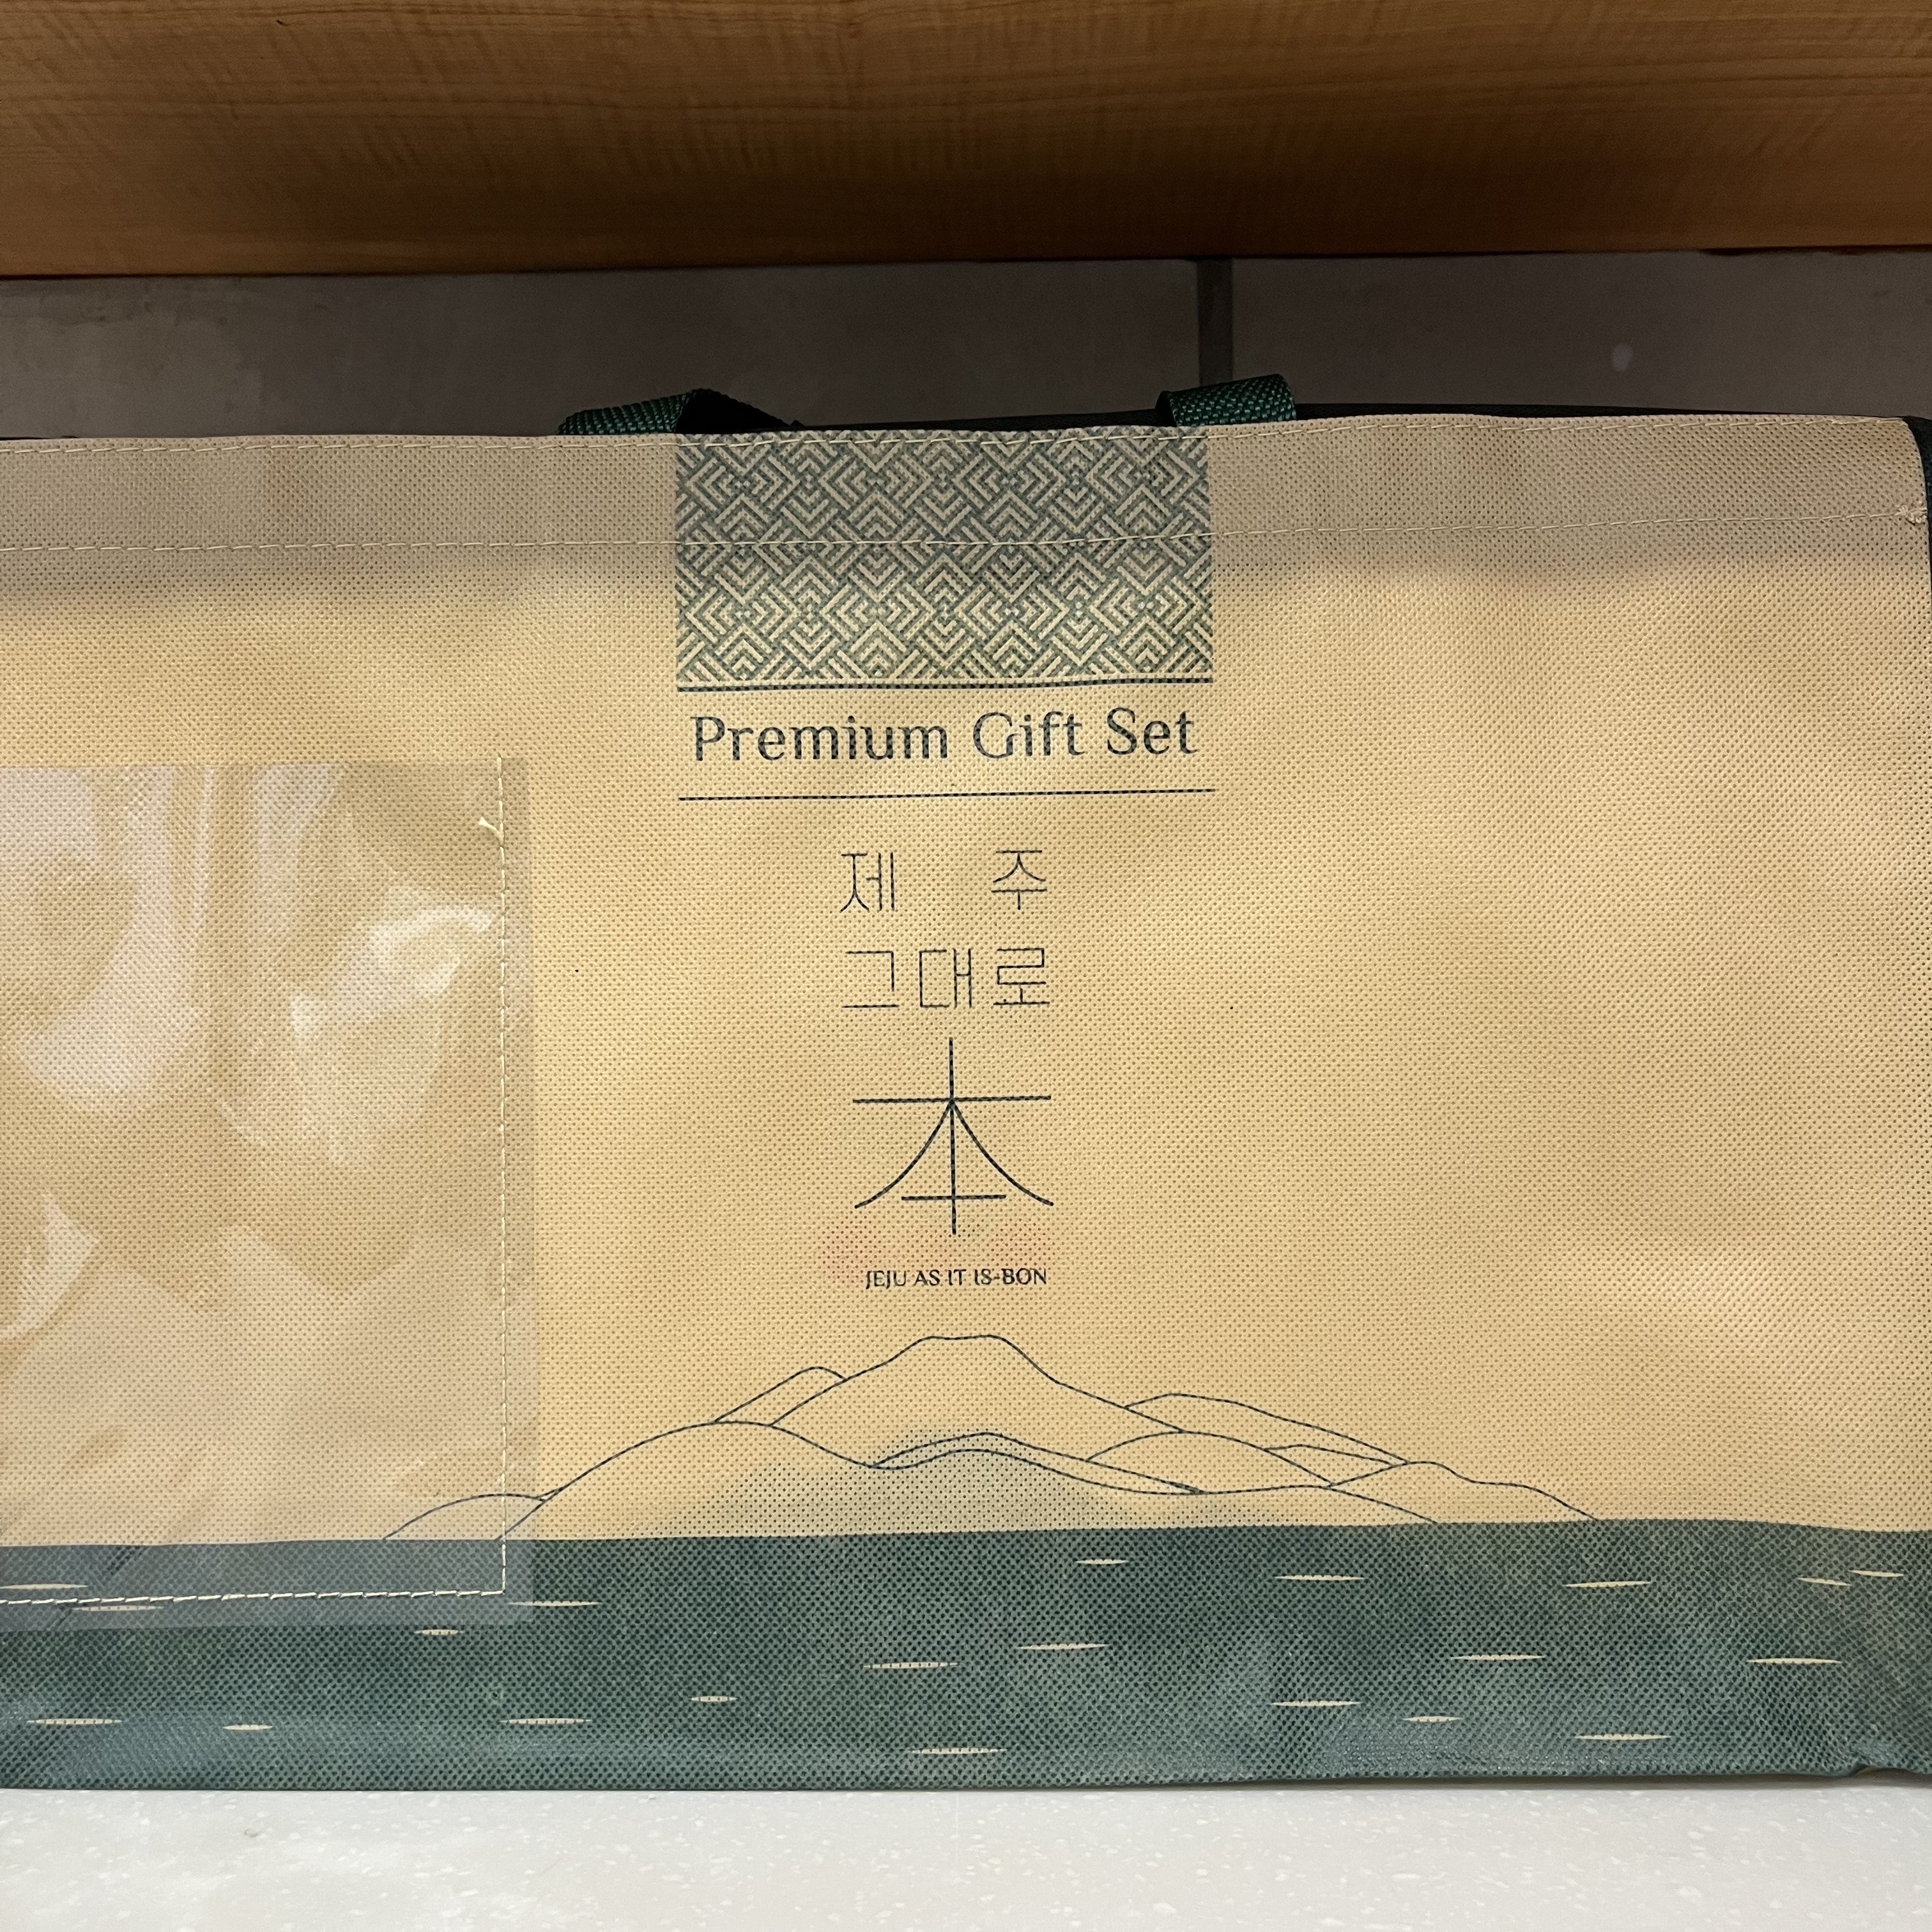 Premium Gift Set
제 주
그대로
本
JEJU AS IT IS-BON